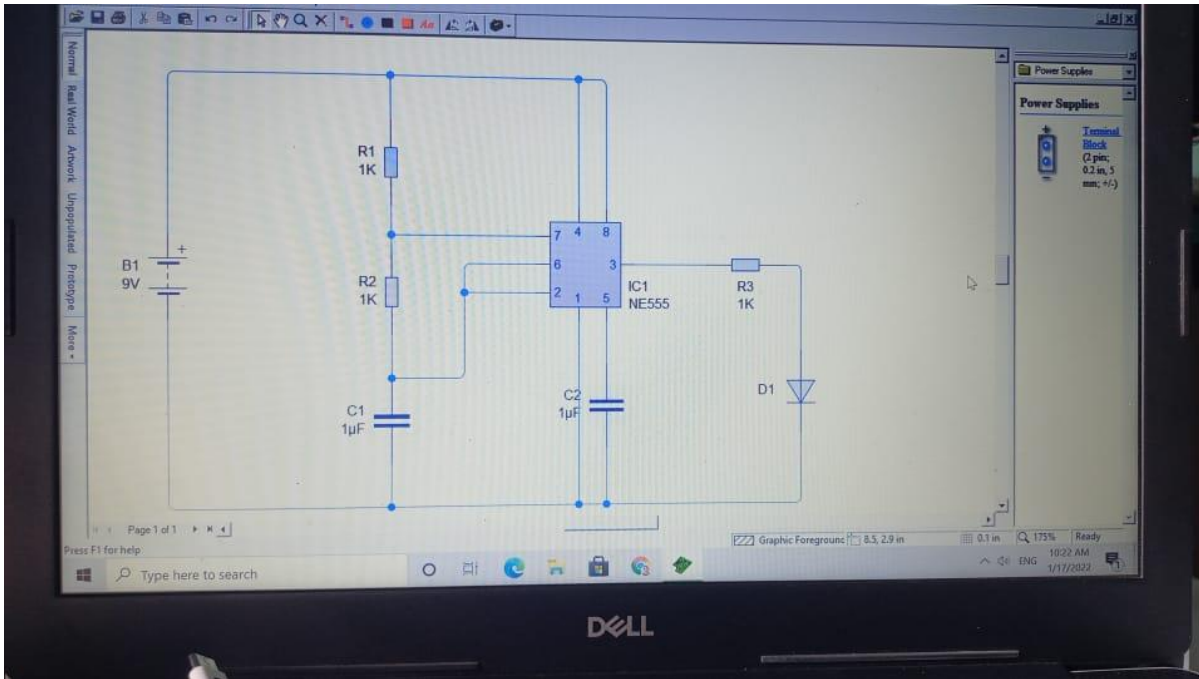 Normal
Real World
Artwork
Unpopulated
Prototype
More
R1
1K
B1
9V
+
R2
1K
7
4
8
6
3
2
1
5
IC1
NE555
R3
1K
C1
1µF
C2
1µF
D1
Power Supplies
Power Supplies
+
Terminal
Block
(2 pin;
0.2 in, 5
mm; +/-)
Page 1 of 1
Press F1 for help
Graphic Foreground
8.5, 2.9 in
0.1 in
175%
Ready
Type here to search
ENG
10:22 AM
1/17/2022
DELL